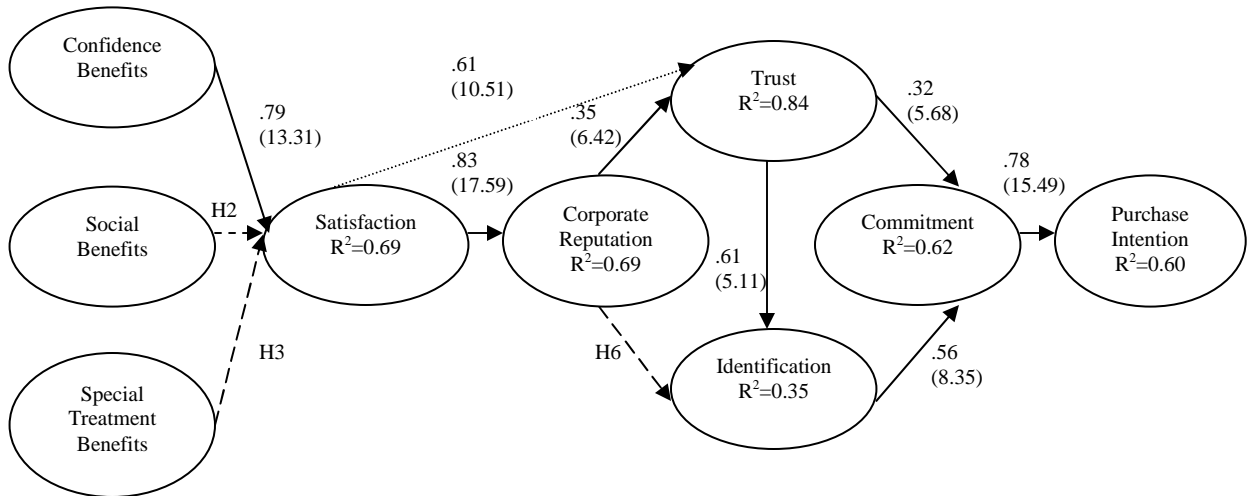 Confidence
Benefits
.79
(13.31)
Social
Benefits
H2
Special
Treatment
Benefits
H3
Satisfaction
R²=0.69
.61
(10.51)
.83
(17.59)
Corporate
Reputation
R²=0.69
.35
(6.42)
H6
Trust
R²=0.84
.61
(5.11)
Identification
R²=0.35
.32
(5.68)
.56
(8.35)
Commitment
R²=0.62
.78
(15.49)
Purchase
Intention
R²=0.60